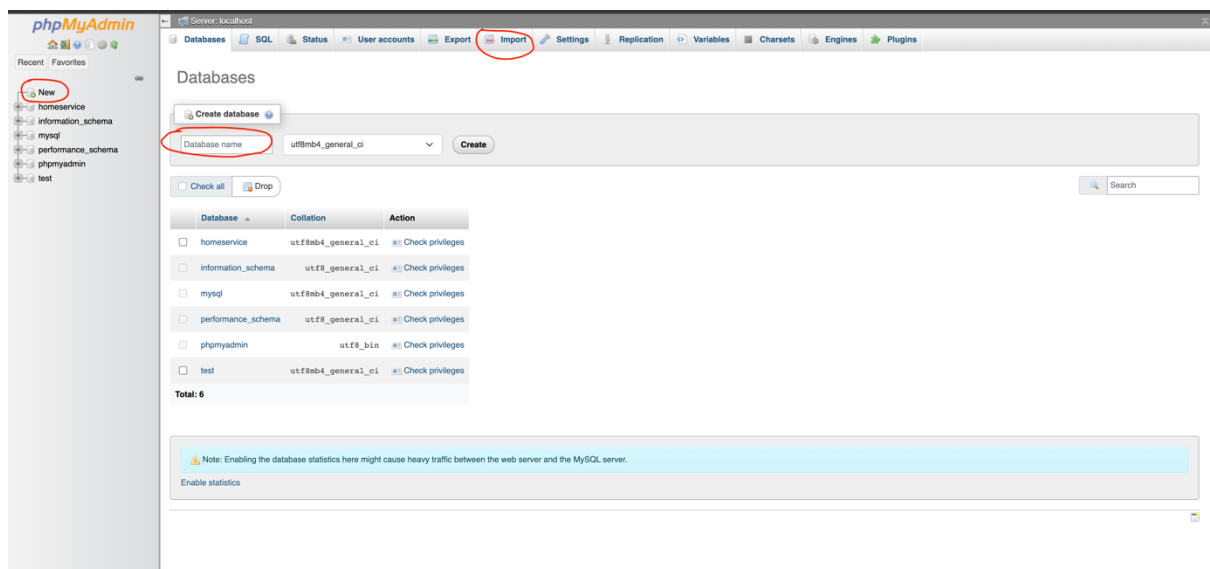 phpMyAdmin
Recent Favorites
New
homeservice
information_schema
mysql
performance_schema
phpmyadmin
test
Server: localhost
Databases SQL Status User accounts Export Import Settings Replication Variables Charsets Engines Plugins
Databases
Create database
Database name utf8mb4_general_ci Create
Check all Drop Search
Database Collation Action
homeservice utf8mb4_general_ci Check privileges
information_schema utf8_general_ci Check privileges
mysql utf8mb4_general_ci Check privileges
performance_schema utf8_general_ci Check privileges
phpmyadmin utf8_bin Check privileges
test utf8mb4_general_ci Check privileges
Total: 6
Note: Enabling the database statistics here might cause heavy traffic between the web server and the MySQL server.
Enable statistics